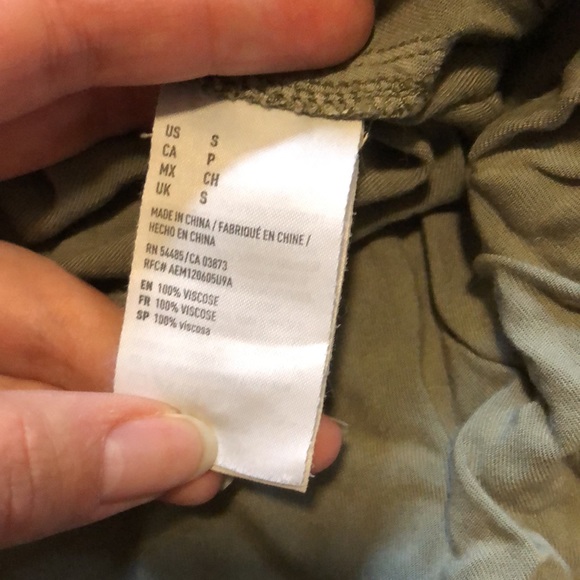 US S
CA P
MX CH
UK S
MADE IN CHINA / FABRIQUÉ EN CHINE /
HECHO EN CHINA
RN 54485/CA 03873
RFC# AEM120605U9A
EN 100% VISCOSE
FR 100% VISCOSE
SP 100% viscosa